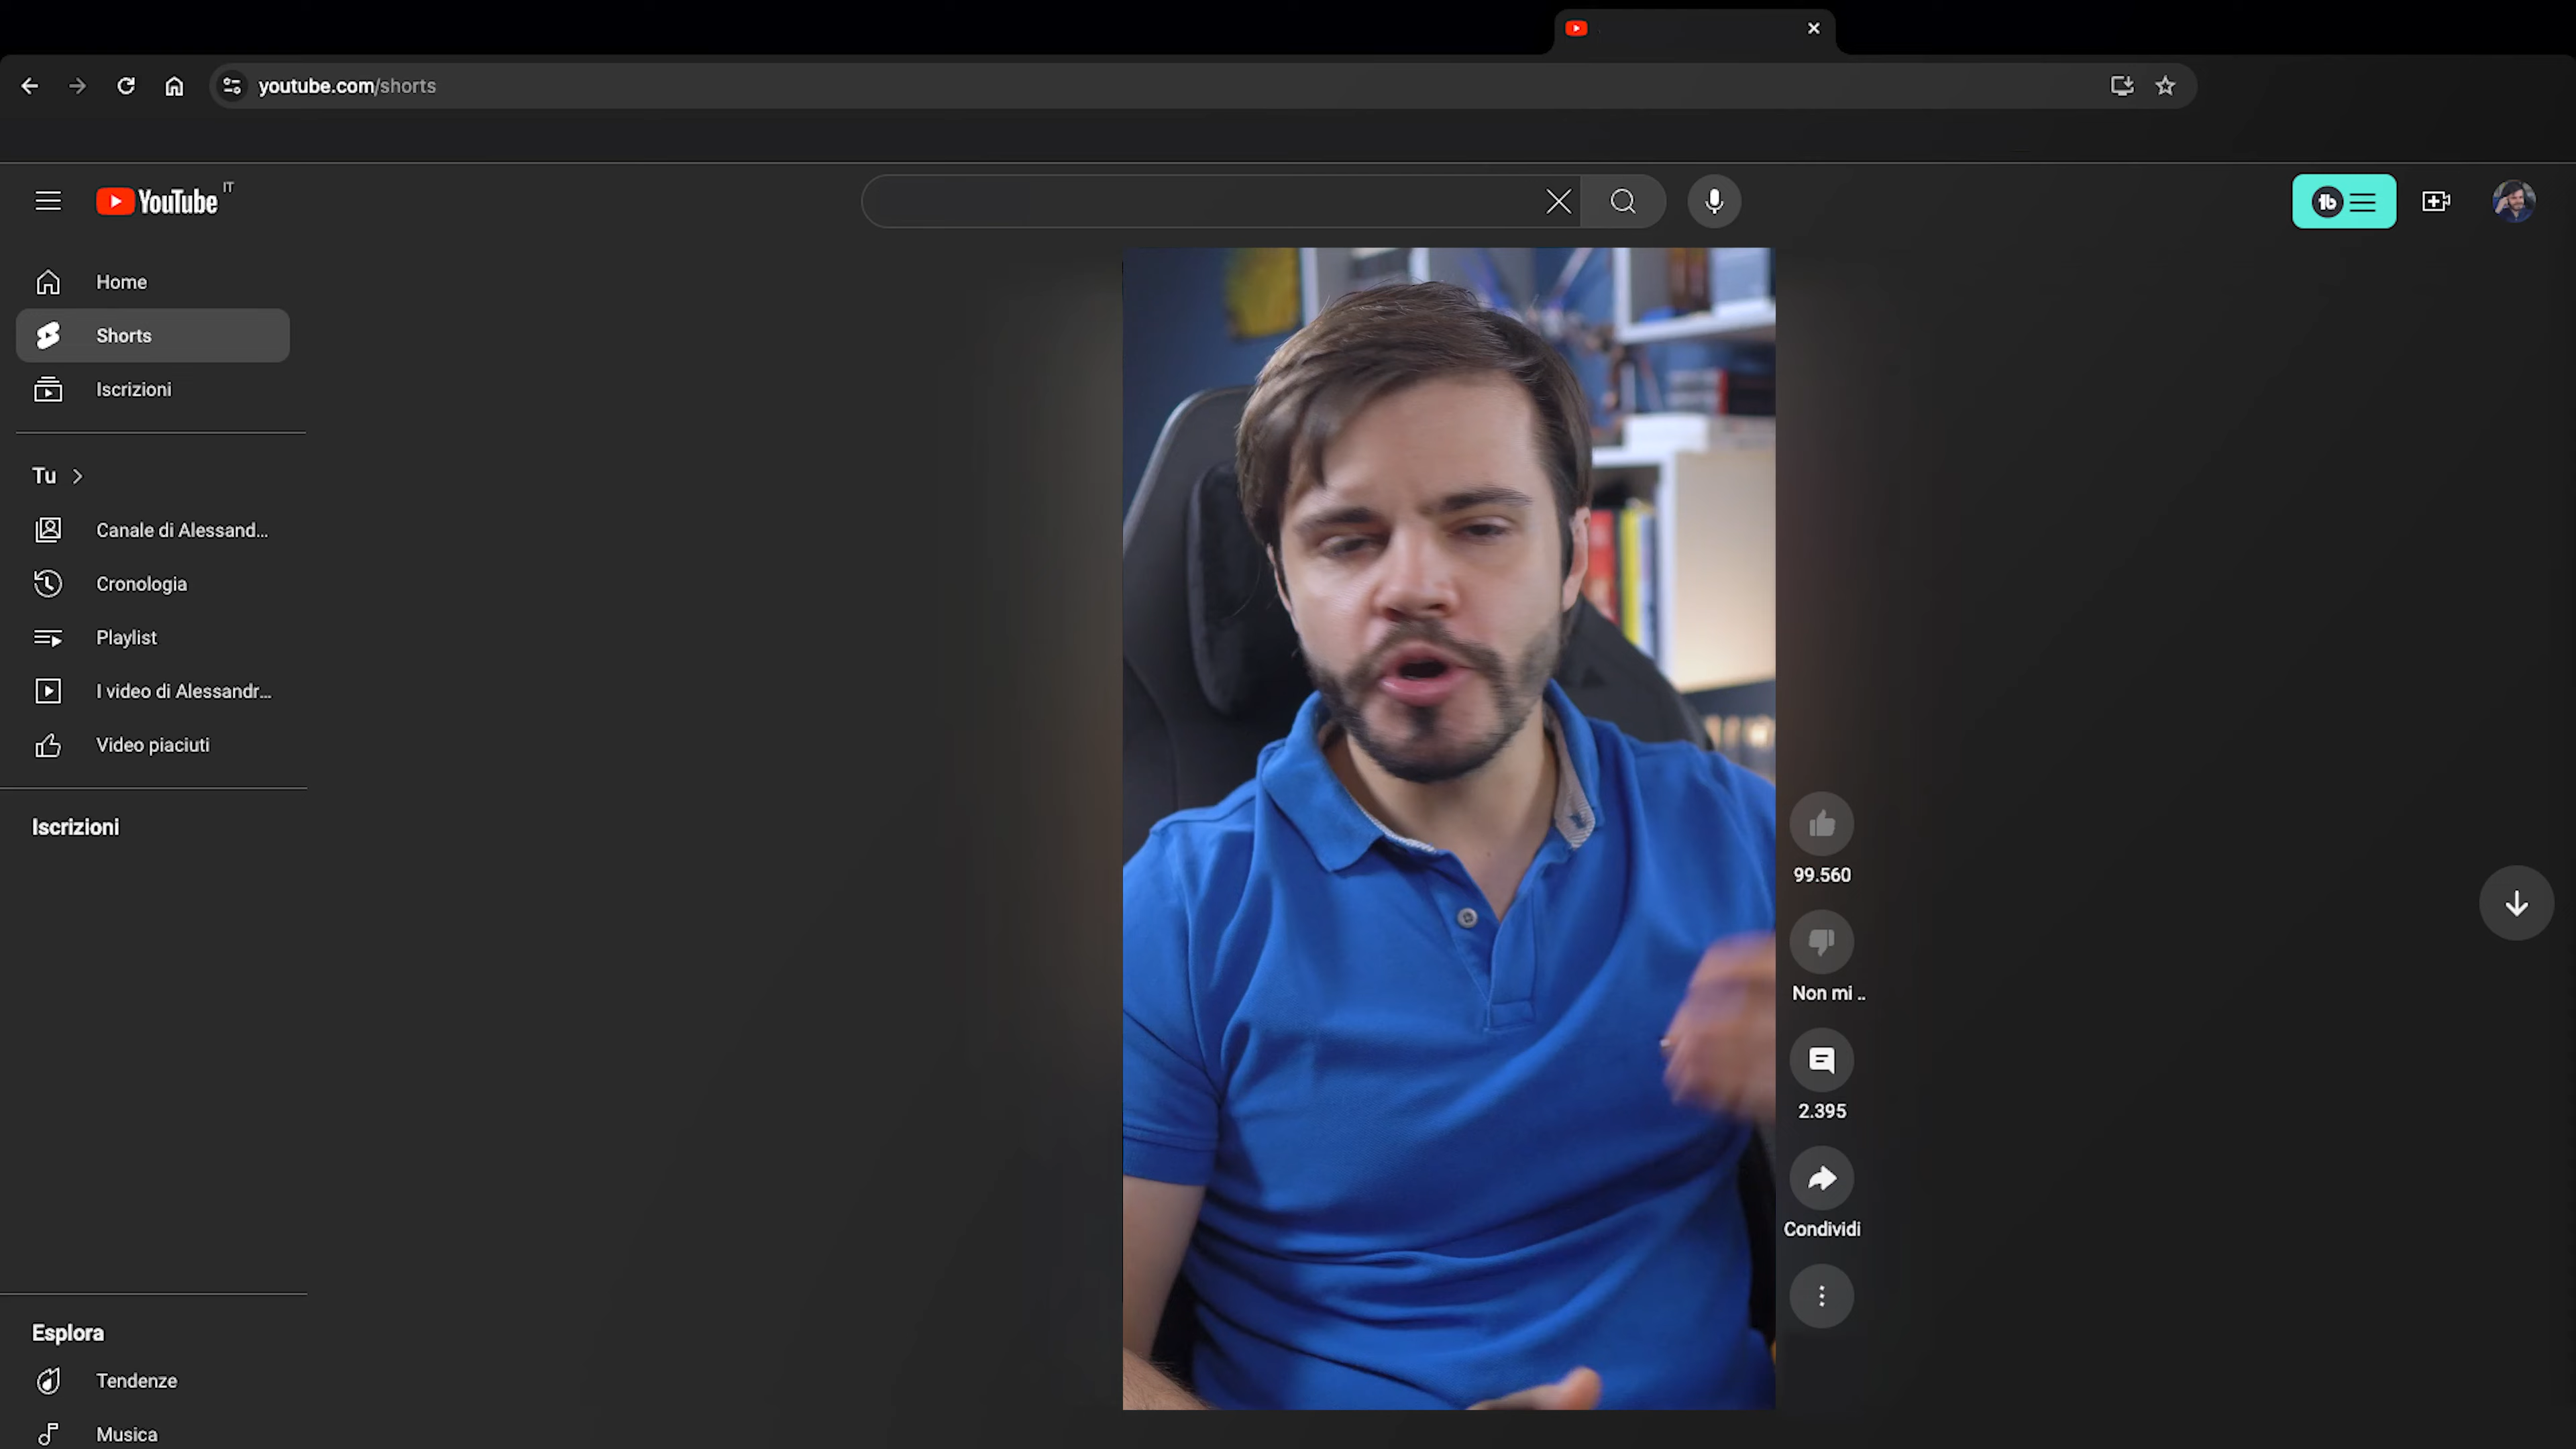 youtube.com/shorts
YouTube IT
tb
Home
Shorts
Iscrizioni
Tu
Canale di Alessand...
Cronologia
Playlist
I video di Alessandr...
Video piaciuti
Iscrizioni
Esplora
Tendenze
Musica
99.560
Non mi ..
2.395
Condividi